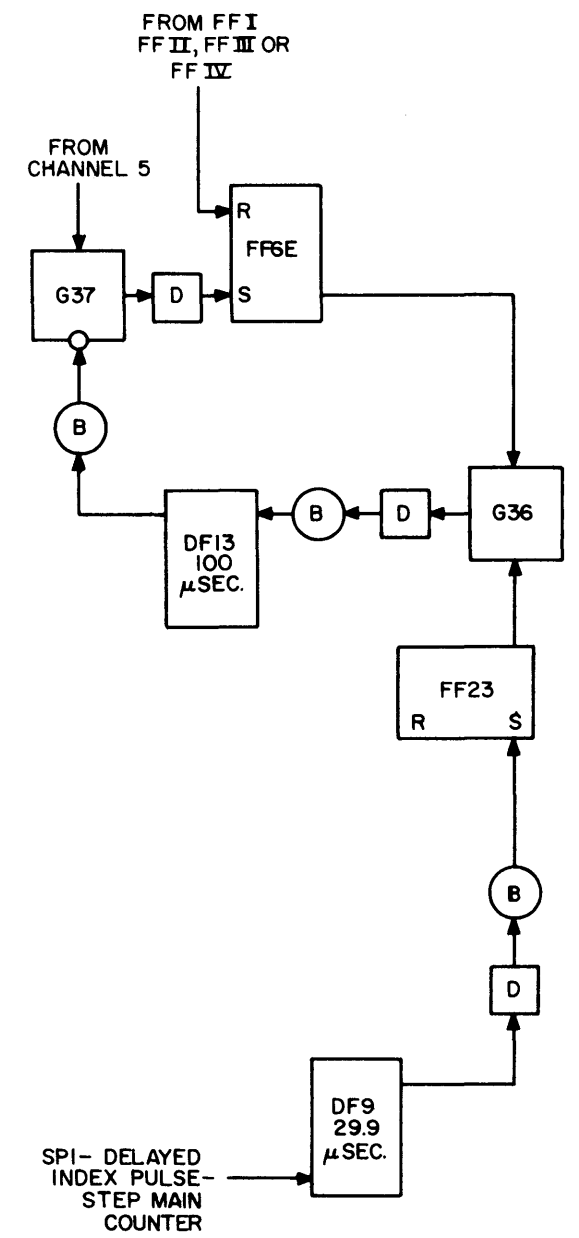 FROM FF I
FF II, FF III OR
FF IV
FROM
CHANNEL 5
R
FF6E
G37
D
S
B
G36
D
B
DF13
100
μSEC.
FF23
R
S
B
D
DF9
29.9
μSEC.
SPI- DELAYED
INDEX PULSE-
STEP MAIN
COUNTER